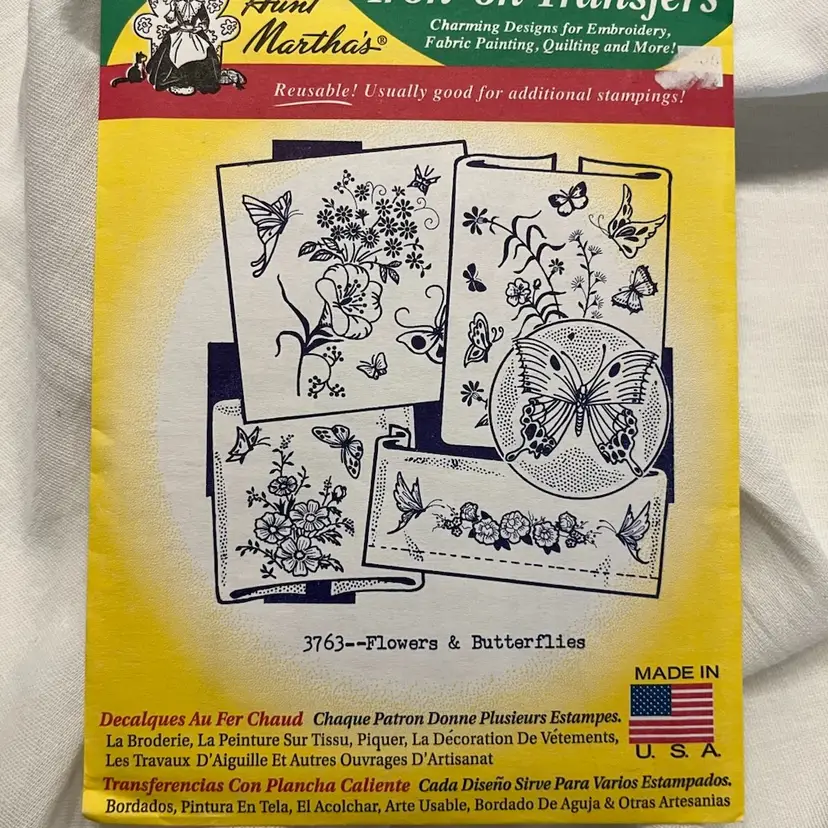 Aunt
Martha's®
Iron-on Transfers
Charming Designs for Embroidery,
Fabric Painting, Quilting and More!
Reusable! Usually good for additional stampings!
3763--Flowers & Butterflies
MADE IN
U. S. A.
Decalques Au Fer Chaud Chaque Patron Donne Plusieurs Estampes.
La Broderie, La Peinture Sur Tissu, Piquer, La Décoration De Vétements,
Les Travaux D'Aiguille Et Autres Ouvrages D'Artisanat
Transferencias Con Plancha Caliente Cada Diseño Sirve Para Varios Estampados.
Bordados, Pintura En Tela, El Acolchar, Arte Usable, Bordado De Aguja & Otras Artesanias